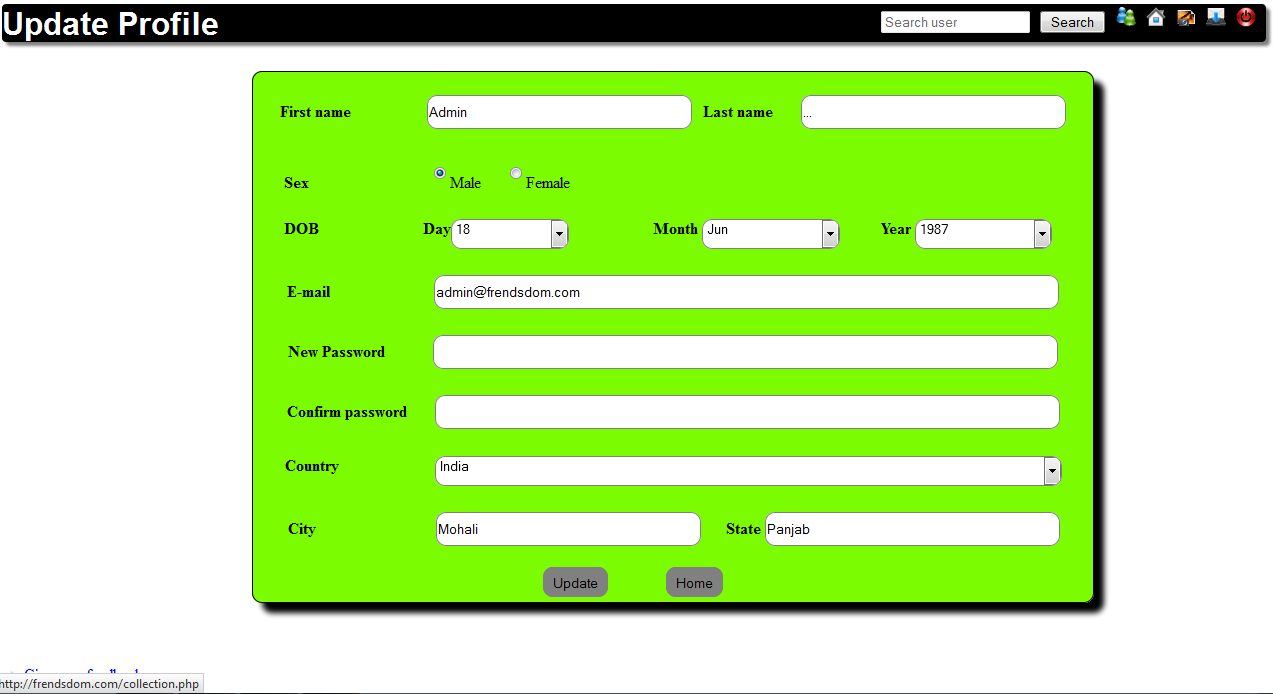 Update Profile Search user Search
First name Admin Last name ...
Sex Male Female
DOB Day 18 Month Jun Year 1987
E-mail admin@frendsdom.com
New Password
Confirm password
Country India
City Mohali State Panjab
Update Home
http://frendsdom.com/collection.php